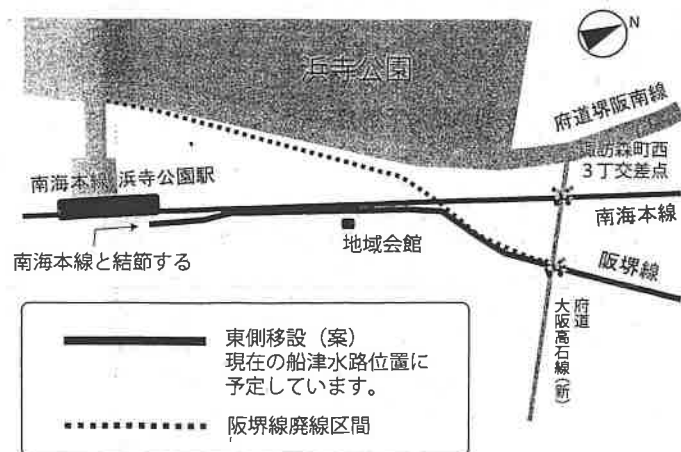 N
浜寺公園
府道堺阪南線
諏訪森町西
3丁交差点
南海本線 浜寺公園駅
南海本線
南海本線と結節する
地域会館
阪堺線
府道
大阪高石線(新)
東側移設（案）
現在の船津水路位置に
予定しています。
阪堺線廃線区間